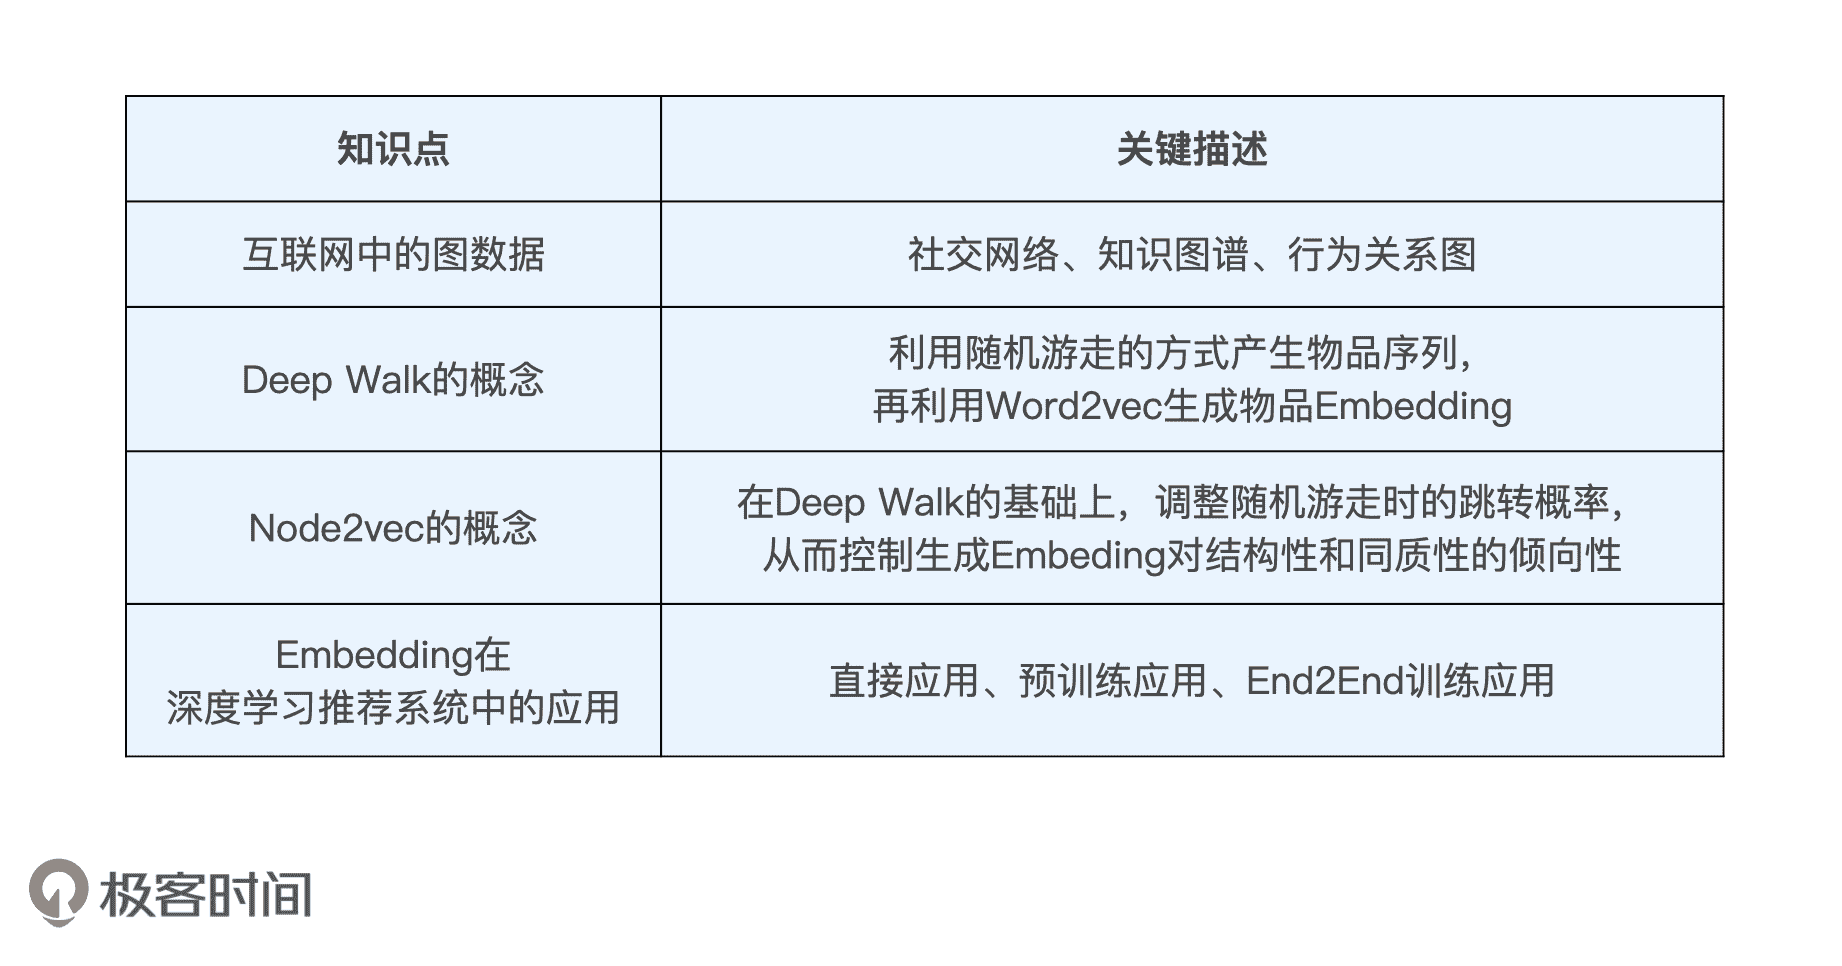 知识点
关键描述
互联网中的图数据
社交网络、知识图谱、行为关系图
Deep Walk的概念
利用随机游走的方式产生物品序列，
再利用Word2vec生成物品Embedding
Node2vec的概念
在Deep Walk的基础上，调整随机游走时的跳转概率，
从而控制生成Embeding对结构性和同质性的倾向性
Embedding在
深度学习推荐系统中的应用
直接应用、预训练应用、End2End训练应用
极客时间